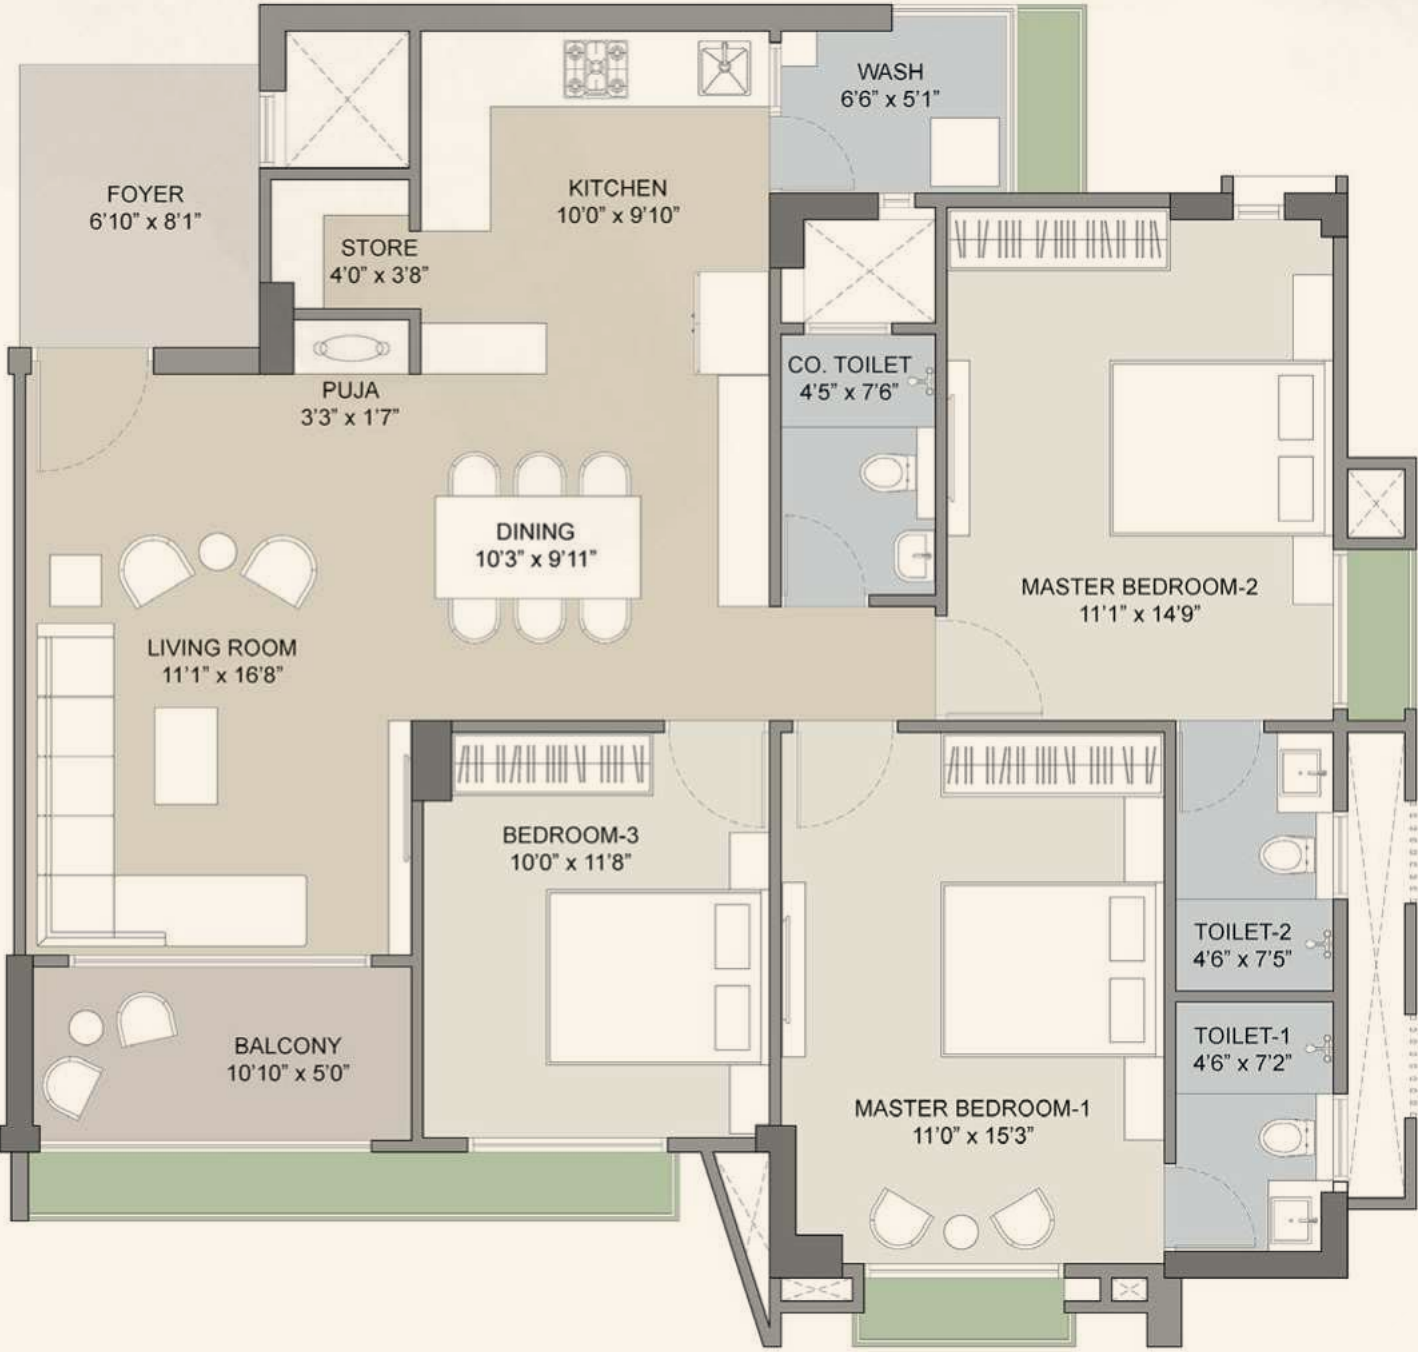 WASH
6'6" x 5'1"
FOYER
6'10" x 8'1"
KITCHEN
10'0" x 9'10"
STORE
4'0" x 3'8"
PUJA
3'3" x 1'7"
CO. TOILET
4'5" x 7'6"
DINING
10'3" x 9'11"
MASTER BEDROOM-2
11'1" x 14'9"
LIVING ROOM
11'1" x 16'8"
BEDROOM-3
10'0" x 11'8"
TOILET-2
4'6" x 7'5"
BALCONY
10'10" x 5'0"
TOILET-1
4'6" x 7'2"
MASTER BEDROOM-1
11'0" x 15'3"